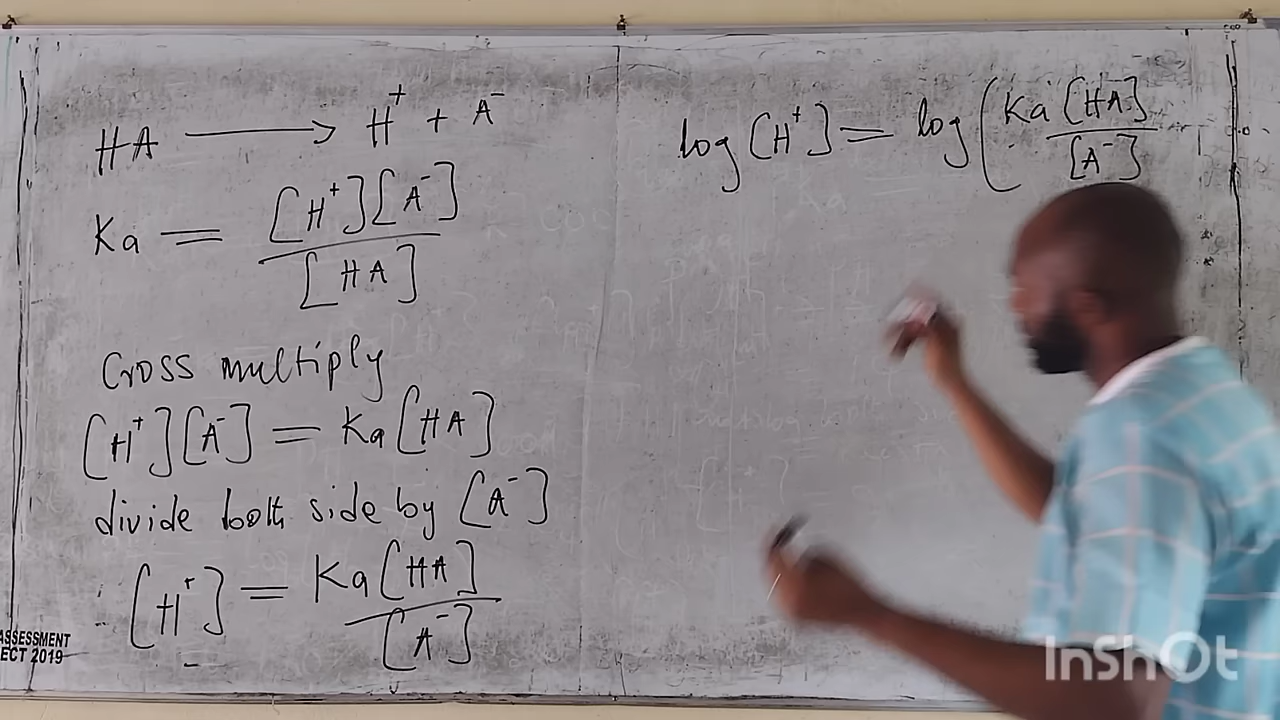 HA ⟶ H⁺ + A⁻
Ka = [H⁺][A⁻] / [HA]
Cross multiply
[H⁺][A⁻] = Ka[HA]
divide both side by [A⁻]
[H⁺] = Ka[HA] / [A⁻]
ASSESSMENT
ECT 2019
log[H⁺] = log(Ka[HA] / [A⁻]
InShOt